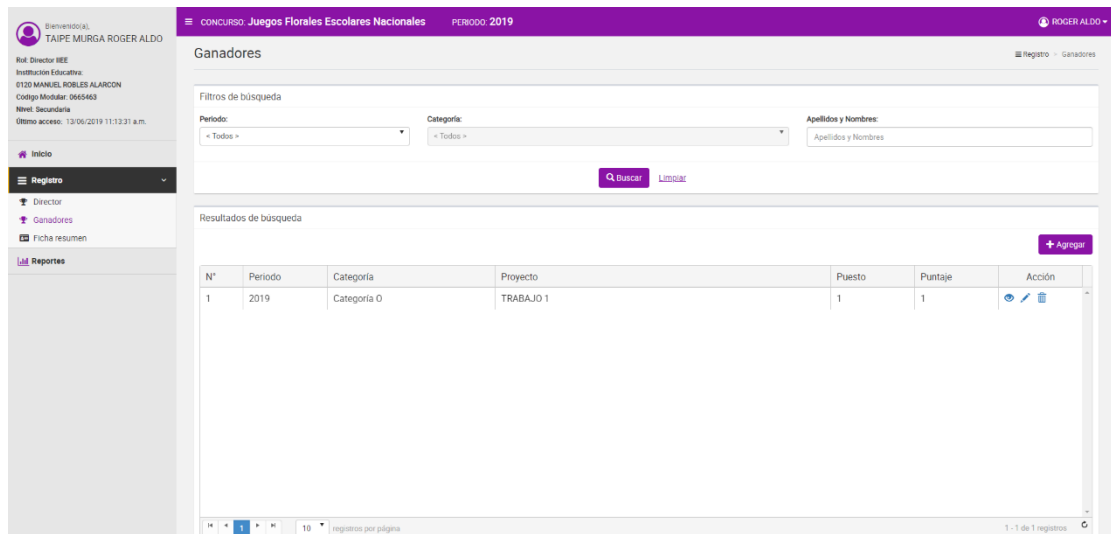 Bienvenido(a),
TAIPE MURGA ROGER ALDO
Rol: Director IIEE
Institución Educativa:
0120 MANUEL ROBLES ALARCON
Código Modular: 0665463
Nivel: Secundaria
Último acceso: 13/06/2019 11:13:31 a.m.
Inicio
Registro
Director
Ganadores
Ficha resumen
Reportes
CONCURSO: Juegos Florales Escolares Nacionales PERIODO: 2019 ROGER ALDO
Ganadores Registro - Ganadores
Filtros de búsqueda
Periodo: Categoría: Apellidos y Nombres:
< Todos > < Todos > Apellidos y Nombres
Buscar Limpiar
Resultados de búsqueda
Agregar
N° Periodo Categoría Proyecto Puesto Puntaje Acción
1 2019 Categoría 0 TRABAJO 1 1 1
1 10 registros por página 1 - 1 de 1 registros